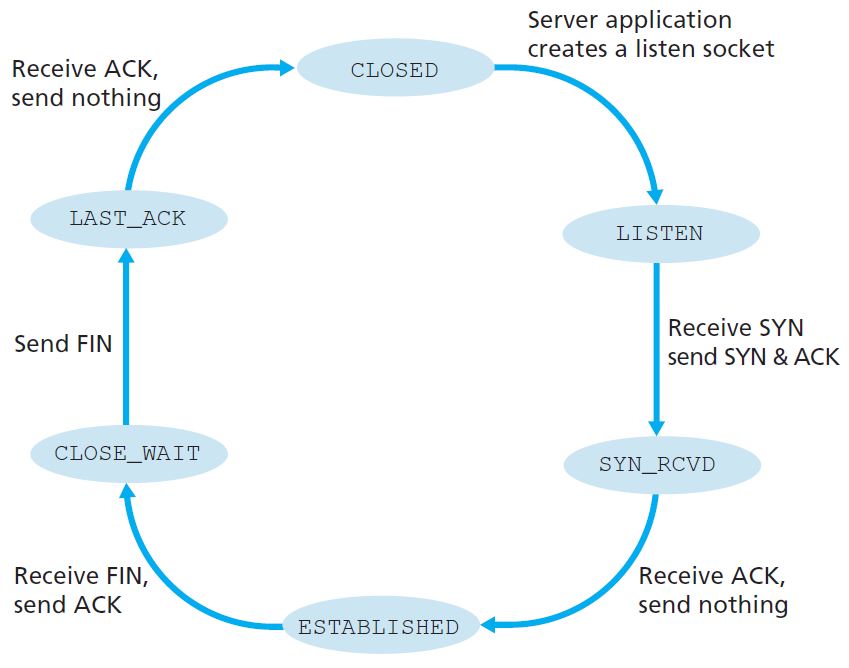 Server application
creates a listen socket
Receive ACK,
send nothing
CLOSED
LAST_ACK
LISTEN
Send FIN
Receive SYN
send SYN & ACK
CLOSE_WAIT
SYN_RCVD
Receive FIN,
send ACK
Receive ACK,
send nothing
ESTABLISHED